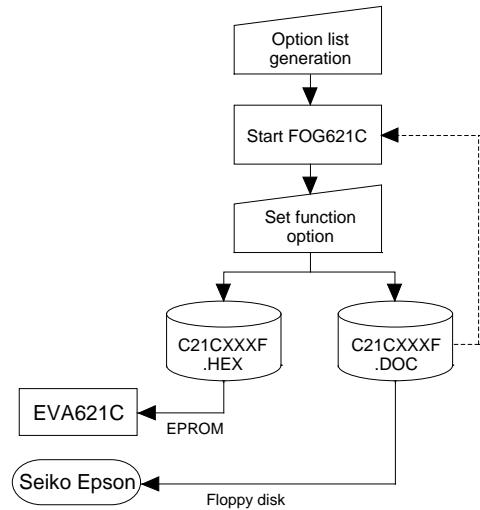 Option list
generation
Start FOG621C
Set function
option
C21CXXXF
.HEX
C21CXXXF
.DOC
EVA621C
EPROM
Seiko Epson
Floppy disk